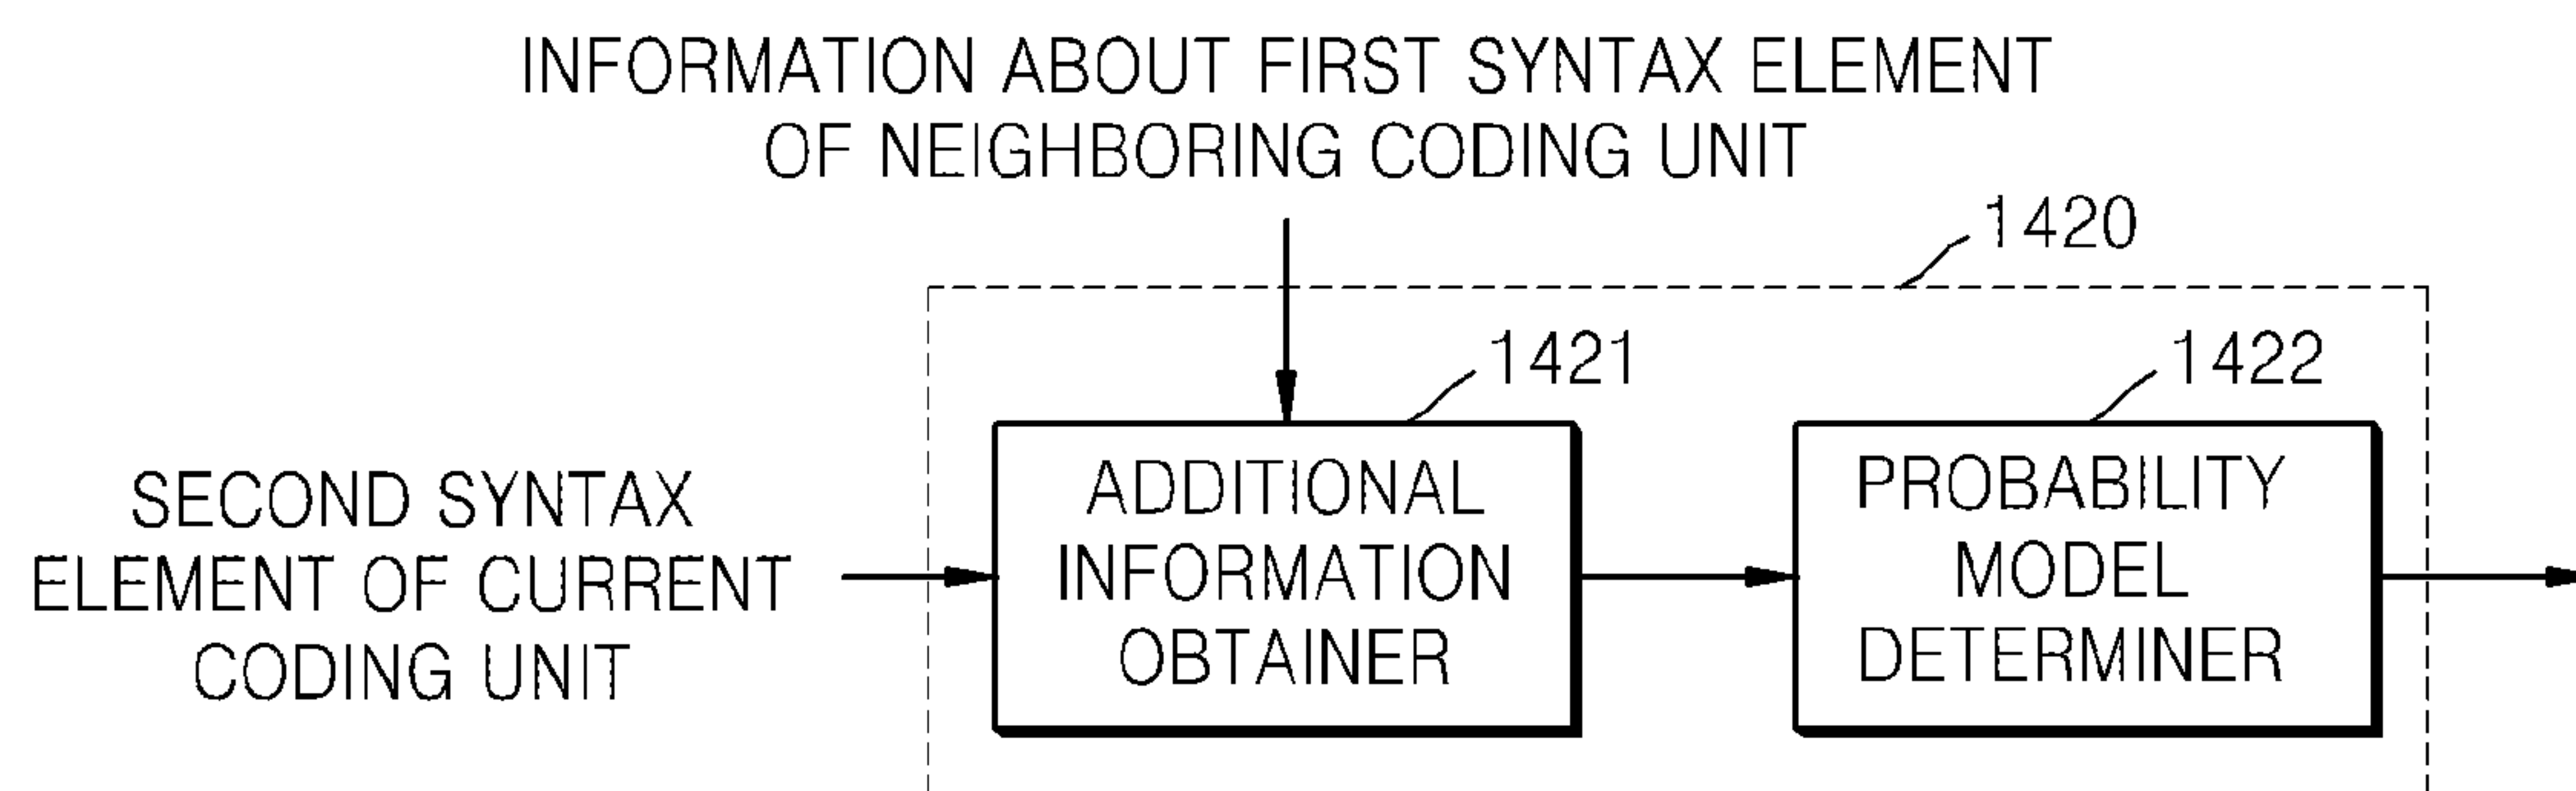 INFORMATION ABOUT FIRST SYNTAX ELEMENT
OF NEIGHBORING CODING UNIT
1420
1421
1422
SECOND SYNTAX
ELEMENT OF CURRENT
CODING UNIT
ADDITIONAL
INFORMATION
OBTAINER
PROBABILITY
MODEL
DETERMINER